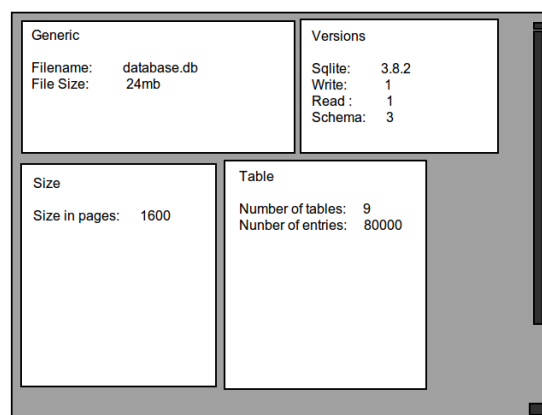 Generic
Filename: database.db
File Size: 24mb
Versions
Sqlite: 3.8.2
Write: 1
Read : 1
Schema: 3
Size
Size in pages: 1600
Table
Number of tables: 9
Nunber of entries: 80000